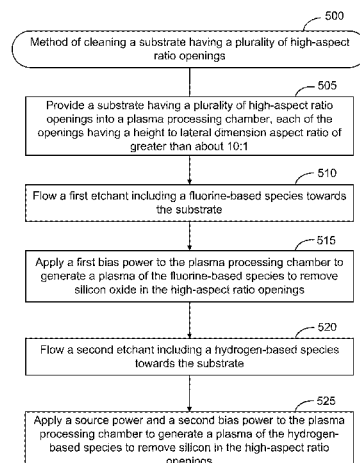 500
Method of cleaning a substrate having a plurality of high-aspect
ratio openings
505
Provide a substrate having a plurality of high-aspect ratio
openings into a plasma processing chamber, each of the
openings having a height to lateral dimension aspect ratio of
greater than about 10:1
510
Flow a first etchant including a fluorine-based species towards
the substrate
515
Apply a first bias power to the plasma processing chamber to
generate a plasma of the fluorine-based species to remove
silicon oxide in the high-aspect ratio openings
520
Flow a second etchant including a hydrogen-based species
towards the substrate
525
Apply a source power and a second bias power to the plasma
processing chamber to generate a plasma of the hydrogen-
based species to remove silicon in the high-aspect ratio
openings